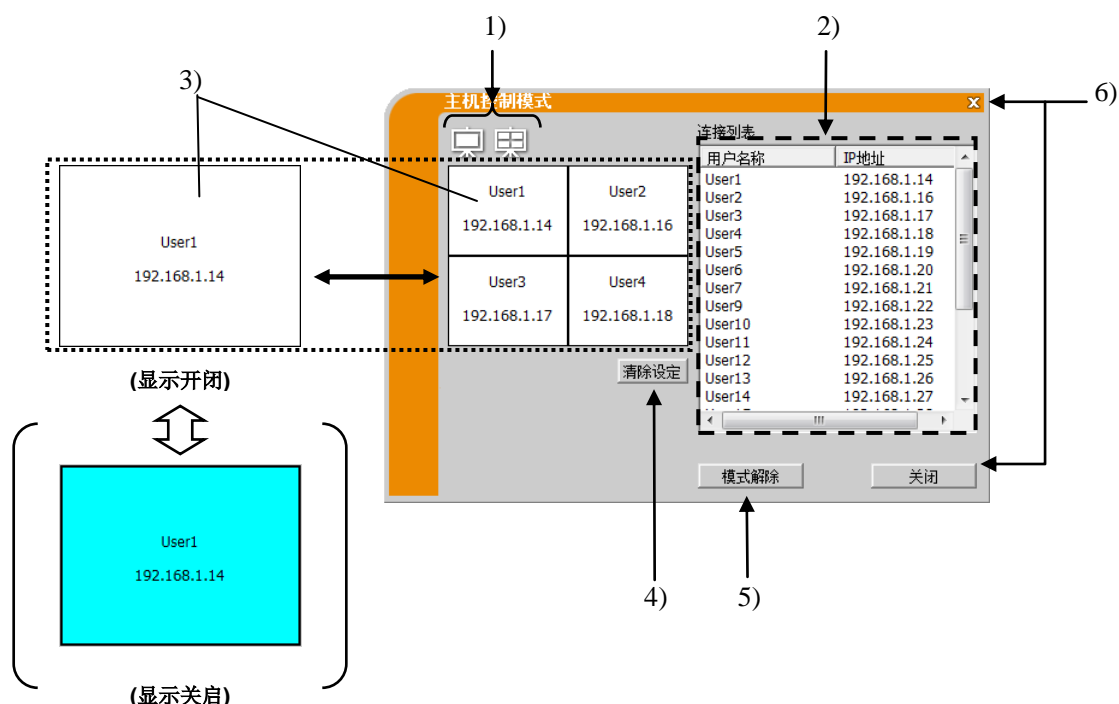 1)
2)
3)
6)
主机控制模式
连接列表
用户名称 IP地址
User1 192.168.1.14
User2 192.168.1.16
User3 192.168.1.17
User4 192.168.1.18
User5 192.168.1.19
User6 192.168.1.20
User7 192.168.1.21
User9 192.168.1.22
User10 192.168.1.23
User11 192.168.1.24
User12 192.168.1.25
User13 192.168.1.26
User14 192.168.1.27
User1
192.168.1.14
User1
192.168.1.14
User2
192.168.1.16
User3
192.168.1.17
User4
192.168.1.18
(显示开闭)
清除设定
模式解除
关闭
User1
192.168.1.14
4)
5)
(显示关启)